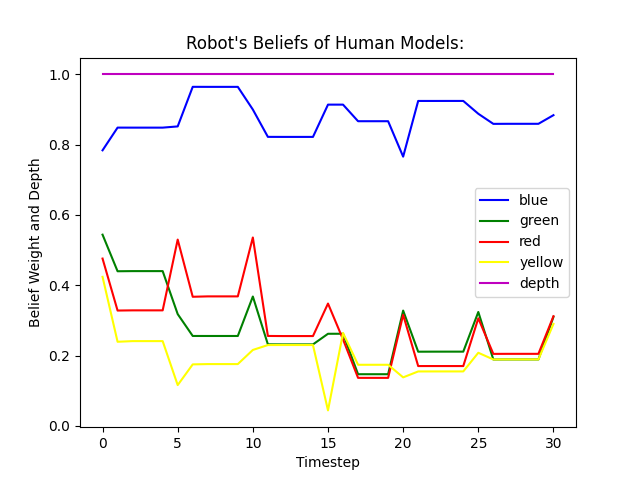 Robot's Beliefs of Human Models:
Belief Weight and Depth
1.0
0.8
0.6
0.4
0.2
0.0
blue
green
red
yellow
depth
0 5 10 15 20 25 30
Timestep